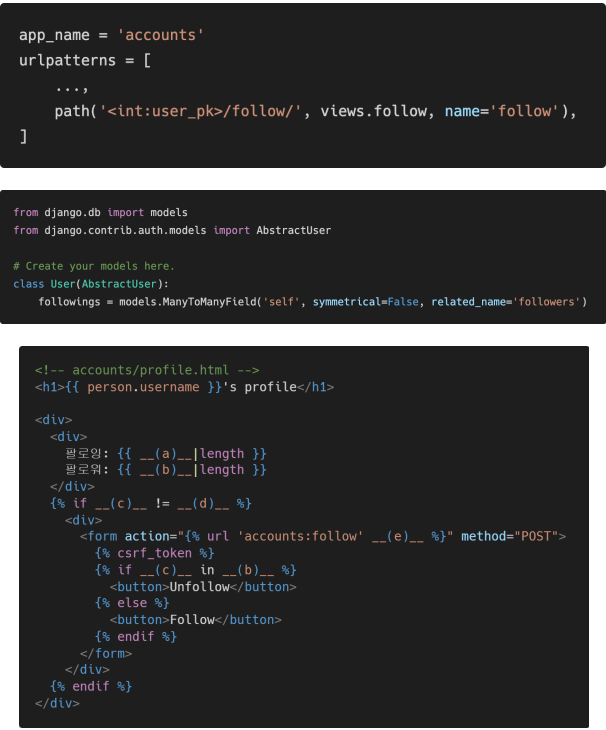 app_name = 'accounts'
urlpatterns = [
    ...,
    path('<int:user_pk>/follow/', views.follow, name='follow'),
]
from django.db import models
from django.contrib.auth.models import AbstractUser
# Create your models here.
class User(AbstractUser):
    followings = models.ManyToManyField('self', symmetrical=False, related_name='followers')
<!-- accounts/profile.html -->
<h1>{{ person.username }}'s profile</h1>
<div>
  <div>
    팔로잉: {{ __(a)__|length }}
    팔로워: {{ __(b)__|length }}
  </div>
  {% if __(c)__ != __(d)__ %}
    <div>
      <form action="{% url 'accounts:follow' __(e)__ %}" method="POST">
        {% csrf_token %}
        {% if __(c)__ in __(b)__ %}
          <button>Unfollow</button>
        {% else %}
          <button>Follow</button>
        {% endif %}
      </form>
    </div>
  {% endif %}
</div>